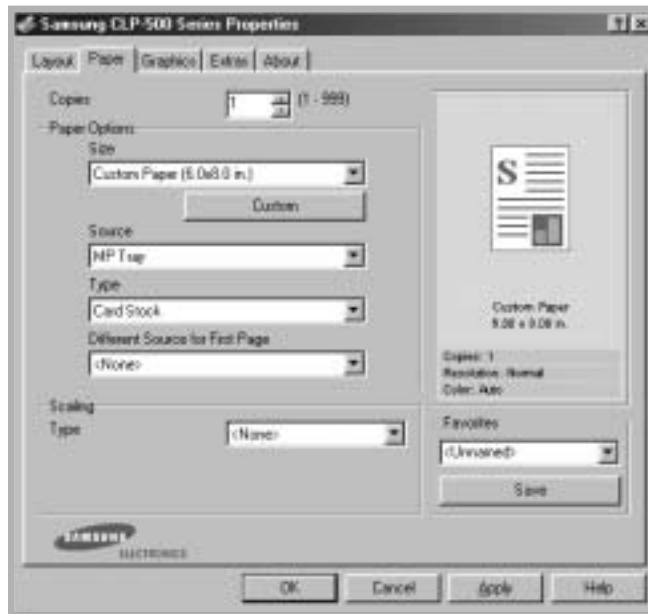 Samsung CLP-500 Series Properties
Layout Paper Graphics Extras About
Copies 1 (1 - 999)
Paper Options
Size
Custom Paper (6.0x8.0 in.)
Custom
Source
MP Tray
Type
Card Stock
Different Source for First Page
<None>
Scaling
Type <None>
S
Custom Paper
Copies: 1
Resolution: Normal
Color: Auto
Favorites
<Unnamed>
Save
SAMSUNG
ELECTRONICS
OK Cancel Apply Help